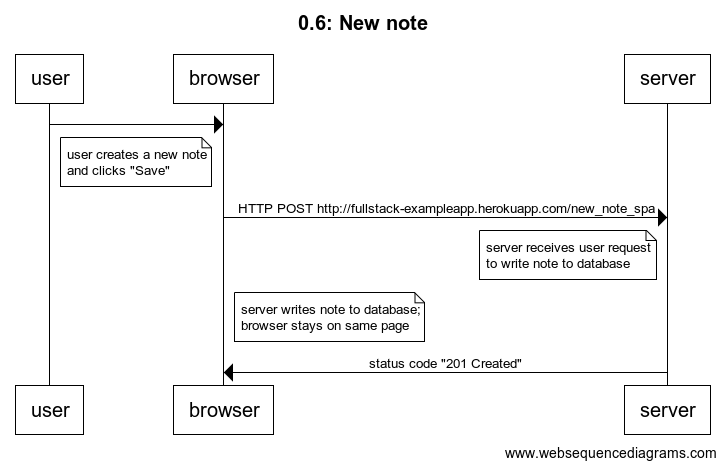 0.6: New note
user
browser
server
user creates a new note
and clicks "Save"
HTTP POST http://fullstack-exampleapp.herokuapp.com/new_note_spa
server receives user request
to write note to database
server writes note to database;
browser stays on same page
status code "201 Created"
user
browser
server
www.websequencediagrams.com